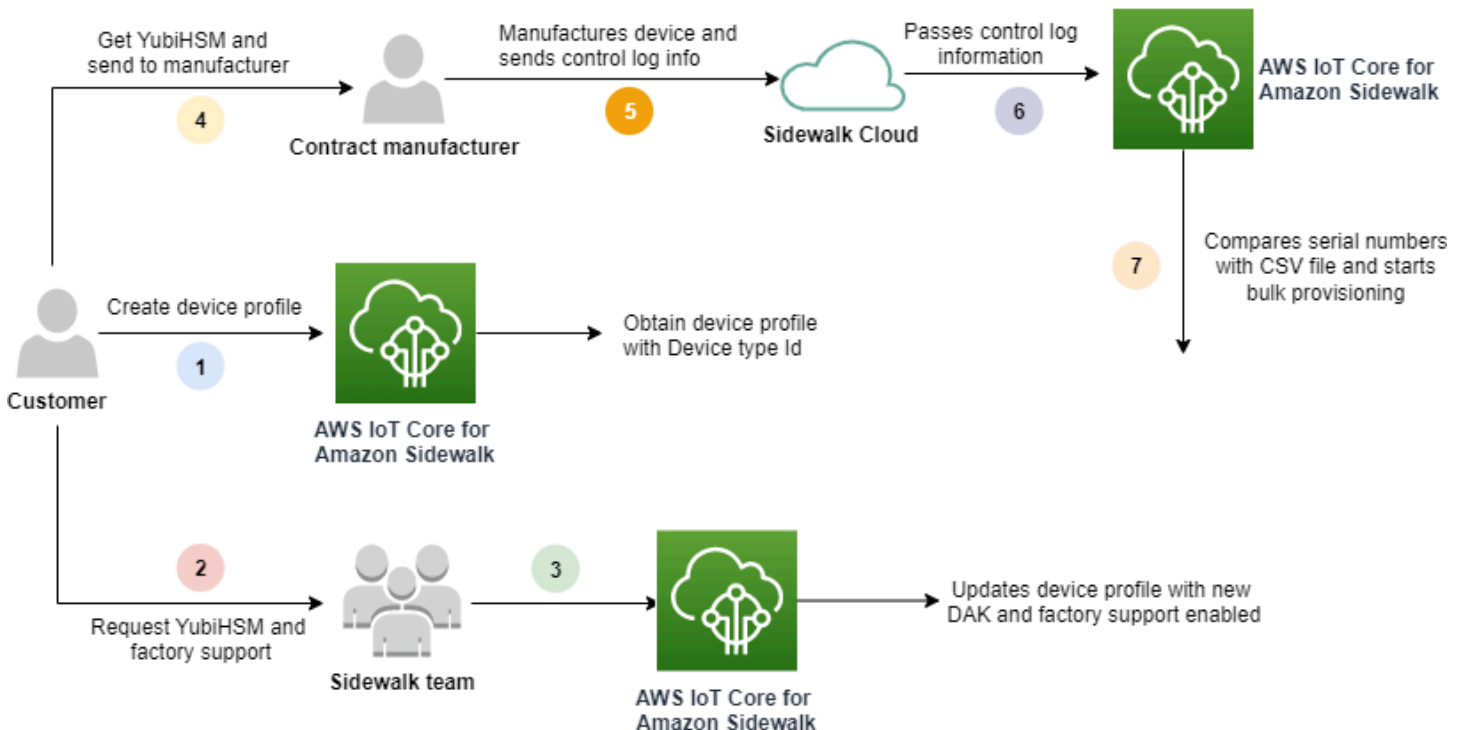 Get YubiHSM and
send to manufacturer
4
Contract manufacturer
Manufactures device and
sends control log info
5
Sidewalk Cloud
Passes control log
information
6
AWS IoT Core for
Amazon Sidewalk
7
Compares serial numbers
with CSV file and starts
bulk provisioning
Customer
Create device profile
1
AWS IoT Core for
Amazon Sidewalk
Obtain device profile
with Device type Id
2
Request YubiHSM and
factory support
Sidewalk team
3
AWS IoT Core for
Amazon Sidewalk
Updates device profile with new
DAK and factory support enabled